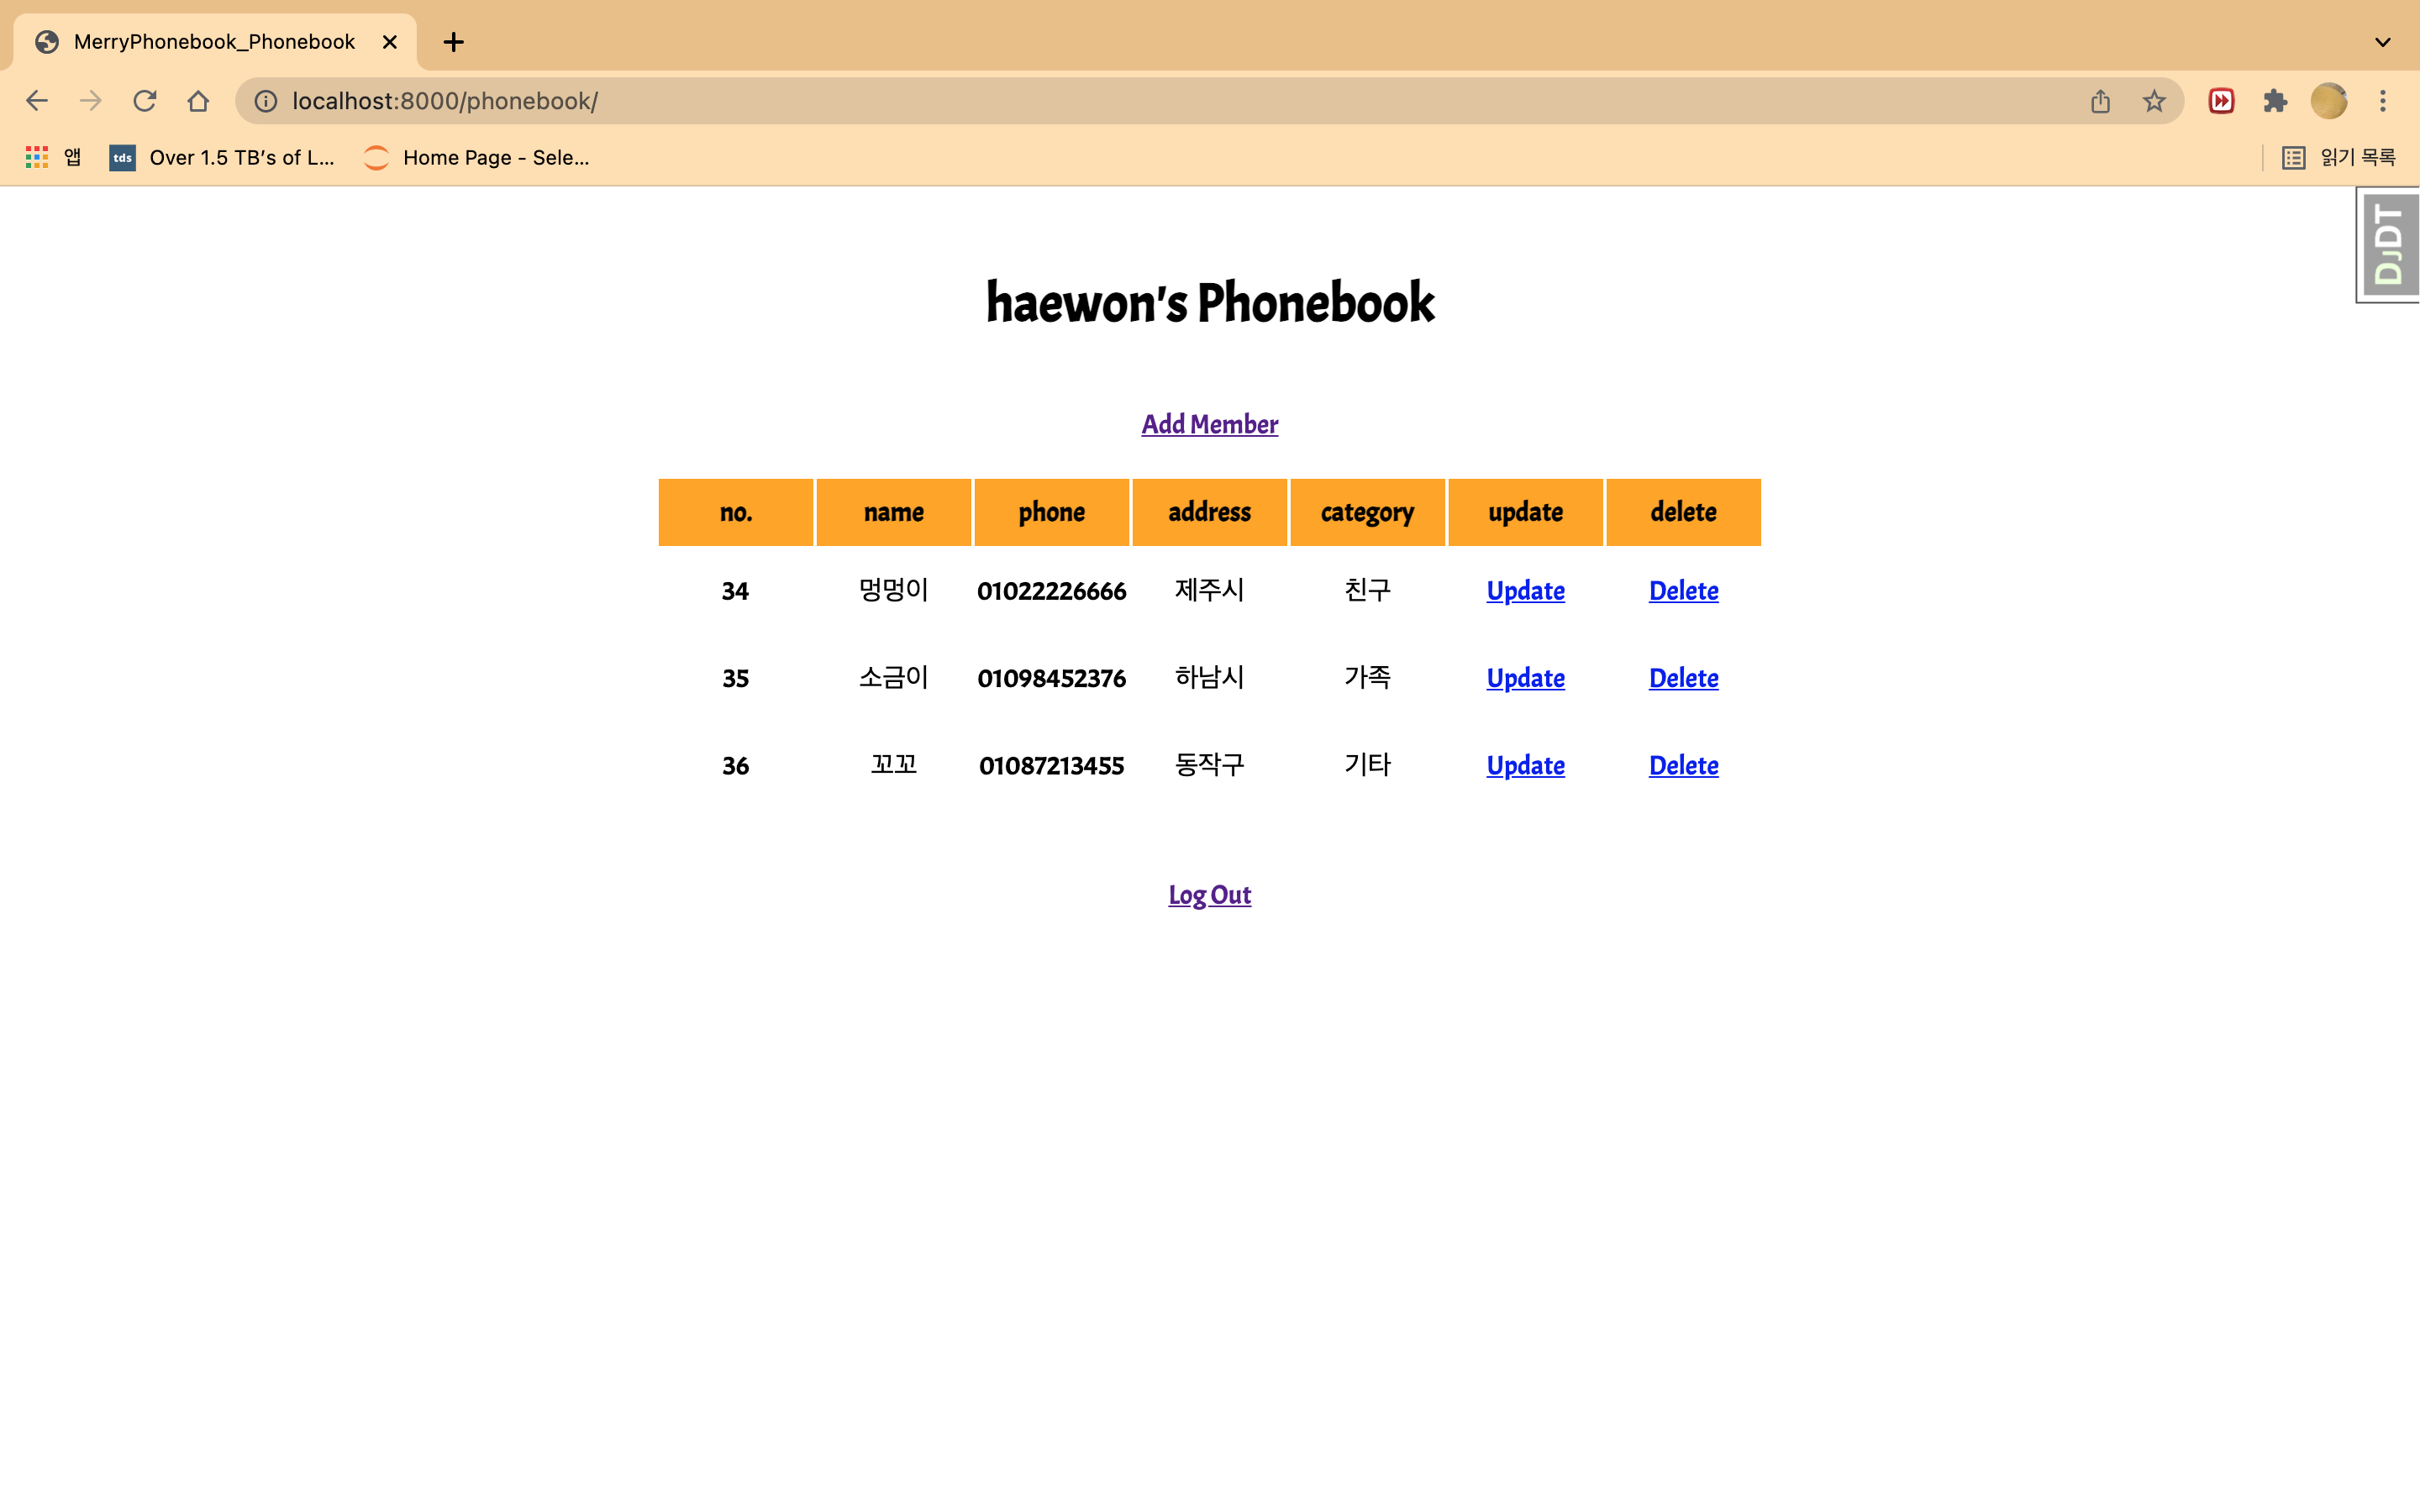 MerryPhonebook_Phonebook
localhost:8000/phonebook/
앱 tds Over 1.5 TB's of L... Home Page - Sele... 읽기 목록
DjDT
haewon's Phonebook
Add Member
no. name phone address category update delete
34 멍멍이 01022226666 제주시 친구 Update Delete
35 소금이 01098452376 하남시 가족 Update Delete
36 꼬꼬 01087213455 동작구 기타 Update Delete
Log Out